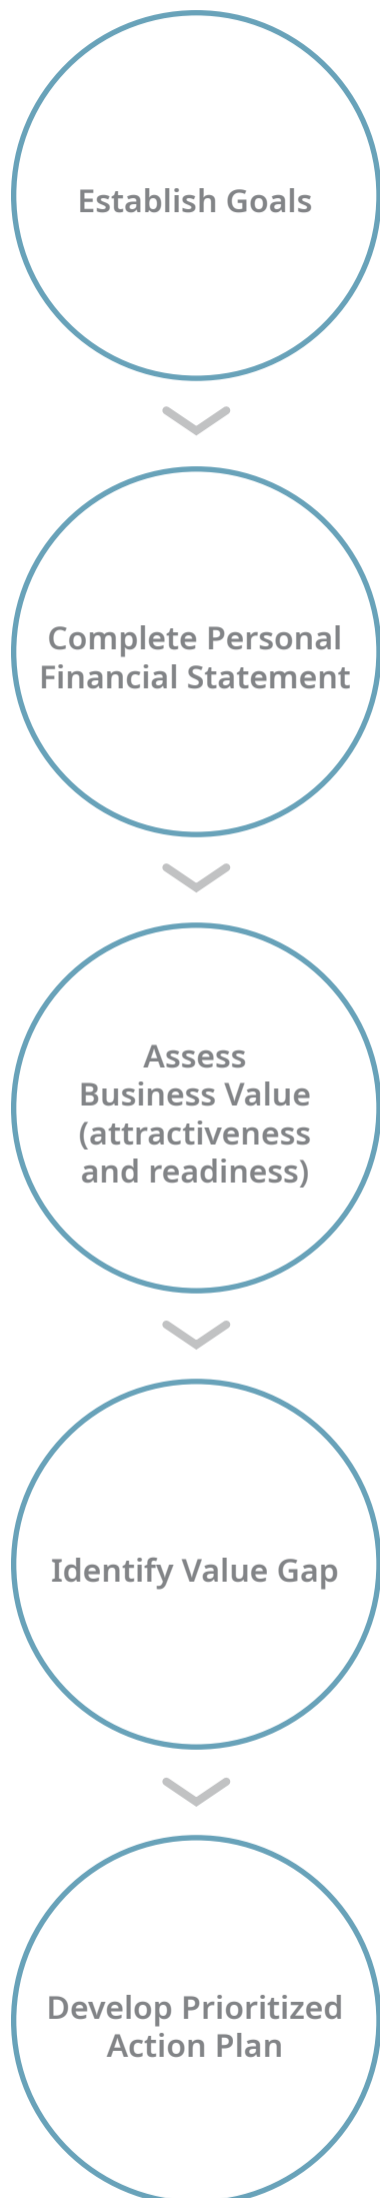 Establish Goals
Complete Personal
Financial Statement
Assess
Business Value
(attractiveness
and readiness)
Identify Value Gap
Develop Prioritized
Action Plan